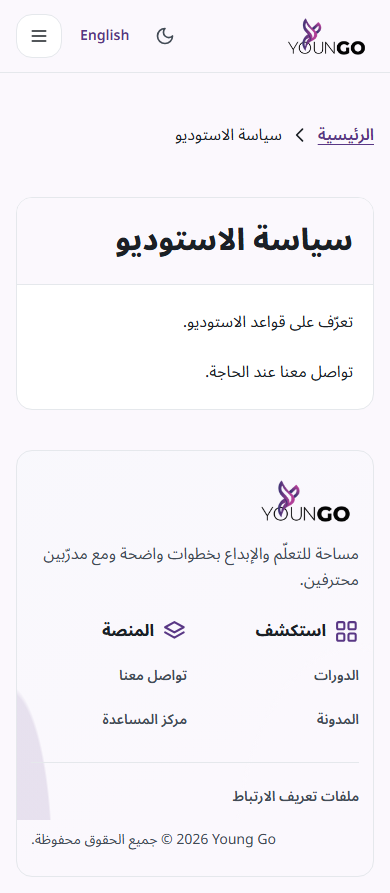 YOUNGO
English
الرئيسية
سياسة الاستوديو
سياسة الاستوديو
تعرّف على قواعد الاستوديو.
تواصل معنا عند الحاجة.
YOUNGO
مساحة للتعلّم والإبداع بخطوات واضحة ومع مدرّبين
محترفين.
استكشف
الدورات
المدونة
المنصة
تواصل معنا
مركز المساعدة
ملفات تعريف الارتباط
© 2026 Young Go جميع الحقوق محفوظة.